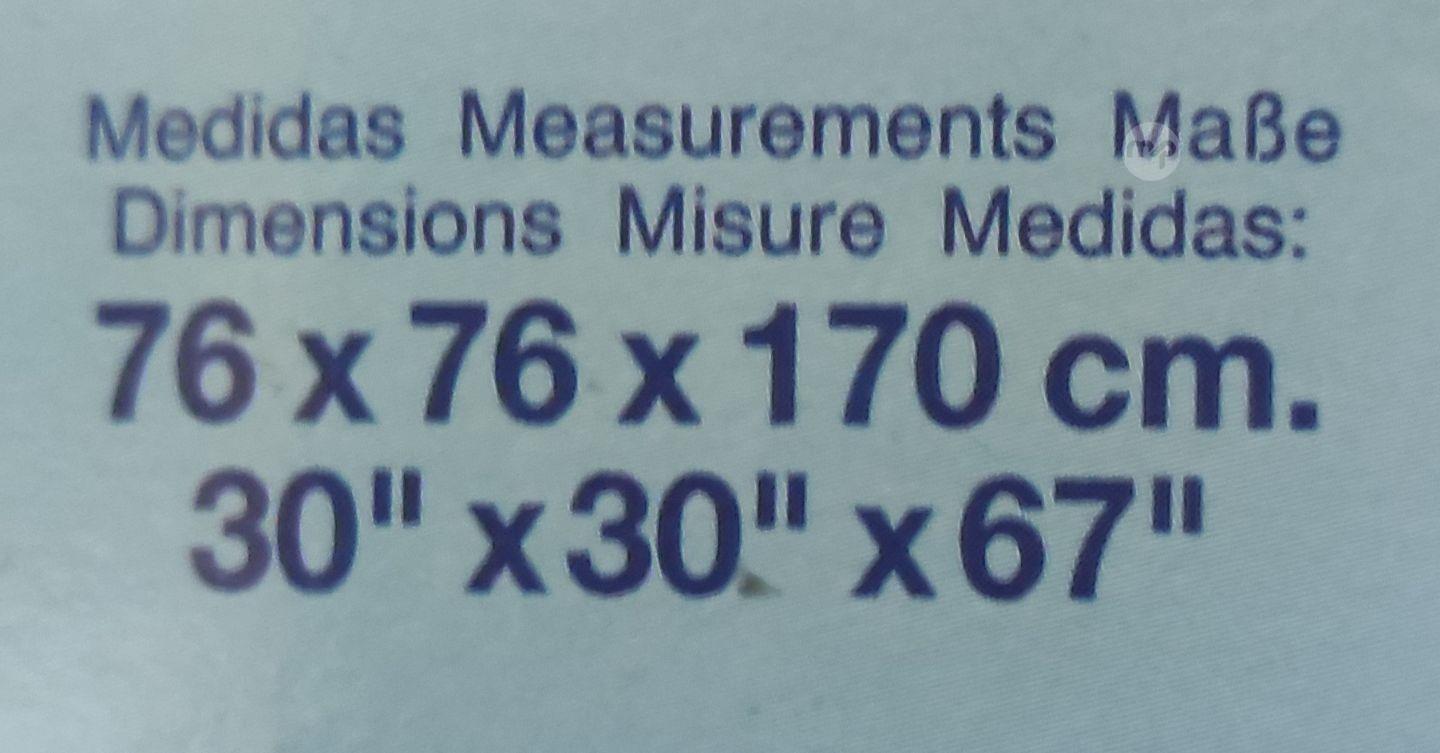 Medidas Measurements Maße
Dimensions Misure Medidas:
76 x 76 x 170 cm.
30" x 30" x 67"